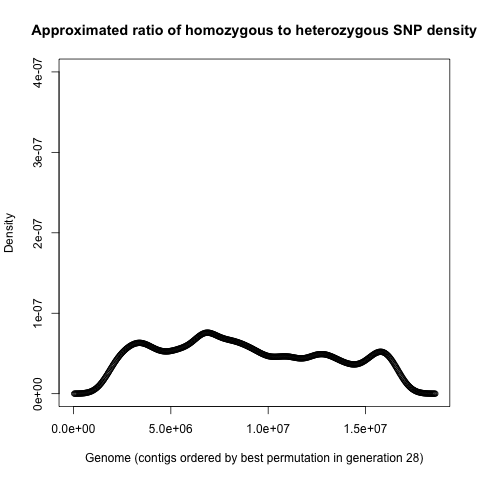 Approximated ratio of homozygous to heterozygous SNP density
4e-07
3e-07
2e-07
1e-07
0e+00
Density
0.0e+00 5.0e+06 1.0e+07 1.5e+07
Genome (contigs ordered by best permutation in generation 28)